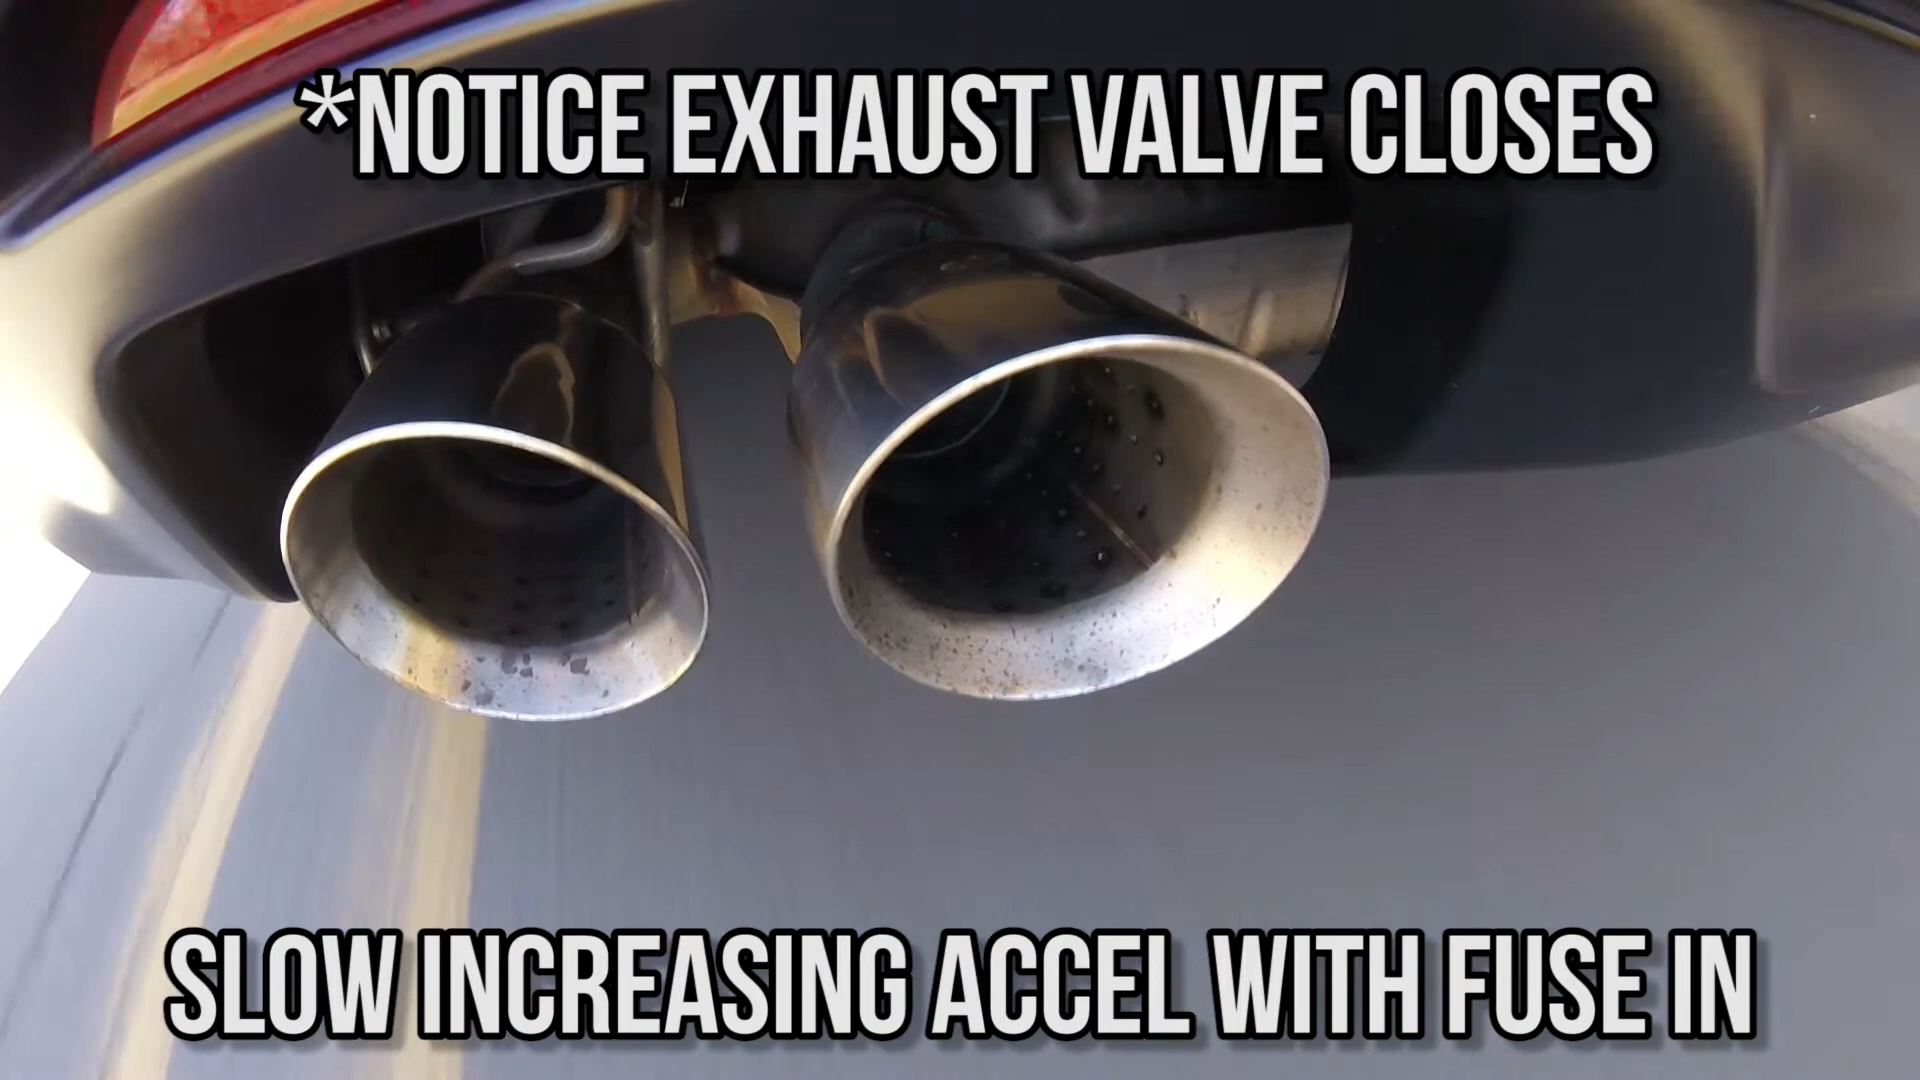 *NOTICE EXHAUST VALVE CLOSES
SLOW INCREASING ACCEL WITH FUSE IN